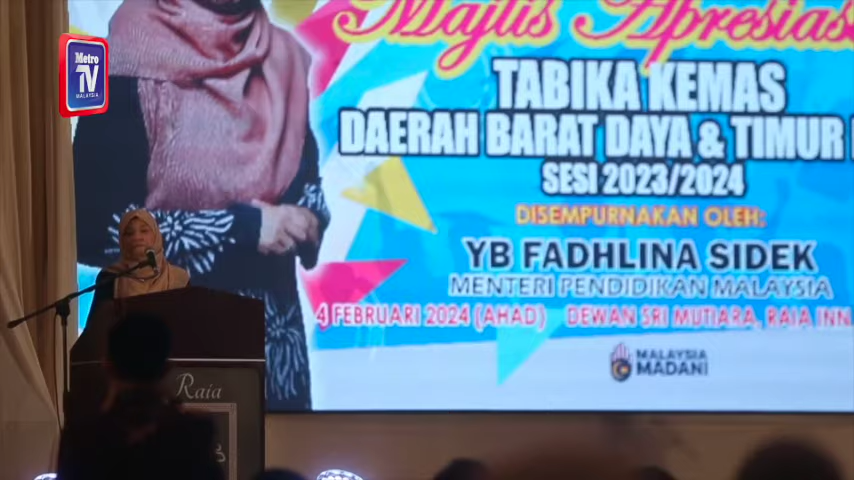 Metro
TV
MALAYSIA
Majlis Apresiasi
TABIKA KEMAS
DAERAH BARAT DAYA & TIMUR
SESI 2023/2024
DISEMPURNAKAN OLEH:
YB FADHLINA SIDEK
MENTERI PENDIDIKAN MALAYSIA
4 FEBRUARI 2024 (AHAD) DEWAN SRI MUTIARA, RAIA INN
MALAYSIA
MADANI
Raia